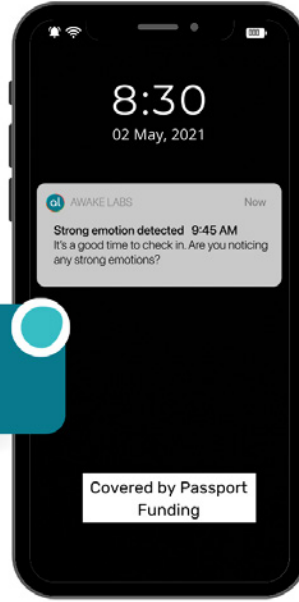 8:30
02 May, 2021
al AWAKE LABS Now
Strong emotion detected 9:45 AM
It's a good time to check in. Are you noticing
any strong emotions?
Covered by Passport
Funding